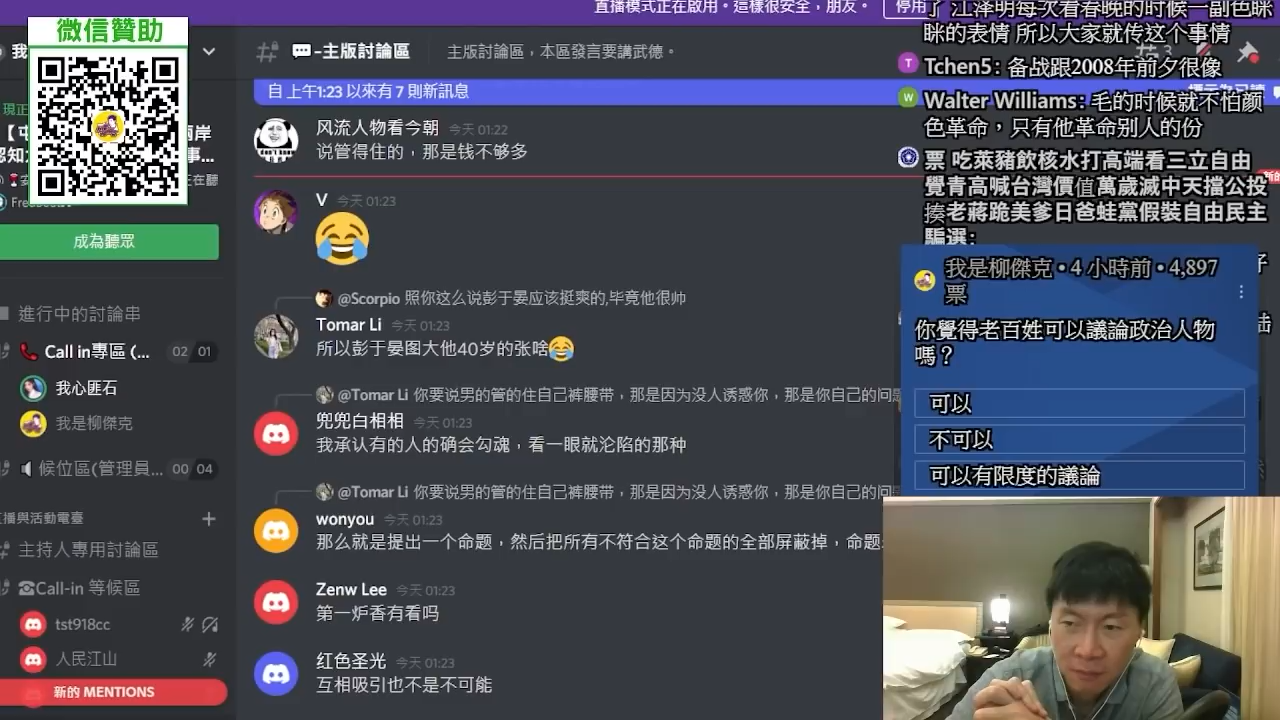 直播模式正在啟用。這樣很安全，朋友。
停用
微信贊助
我
現正
成為聽眾
進行中的討論串
Call in專區 (... 02 01
我心匪石
我是柳傑克
候位區(管理員... 00 04
直播與活動電臺
主持人專用討論區
Call-in 等候區
tst918cc
人民江山
新的 MENTIONS
-主版討論區
主版討論區，本區發言要講武德。
自 上午1:23 以來有 7 則新訊息
风流人物看今朝 今天 01:22
说管得住的，那是钱不够多
V 今天 01:23
😂
@Scorpio 照你这么说彭于晏应该挺爽的,毕竟他很帅
Tomar Li 今天 01:23
所以彭于晏图大他40岁的张啥😂
@Tomar Li 你要说男的管的住自己裤腰带，那是因为没人诱惑你，那是你自己的问题
兜兜白相相 今天 01:23
我承认有的人的确会勾魂，看一眼就沦陷的那种
@Tomar Li 你要说男的管的住自己裤腰带，那是因为没人诱惑你，那是你自己的问
wonyou 今天 01:23
那么就是提出一个命题，然后把所有不符合这个命题的全部屏蔽掉，命题
Zenw Lee 今天 01:23
第一炉香有看吗
红色圣光 今天 01:23
互相吸引也不是不可能
了 江泽明每次看春晚的时候一副色眯
眯的表情 所以大家就传这个事情
Tchen5: 备战跟2008年前夕很像
Walter Williams: 毛的时候就不怕颜
色革命，只有他革命别人的份
票 吃萊豬飲核水打高端看三立自由
覺青高喊台灣價值萬歲滅中天擋公投
揍老蔣跪美爹日爸蛙黨假裝自由民主
騙選:
我是柳傑克 • 4 小時前 • 4,897
票
你覺得老百姓可以議論政治人物
嗎？
可以
不可以
可以有限度的議論